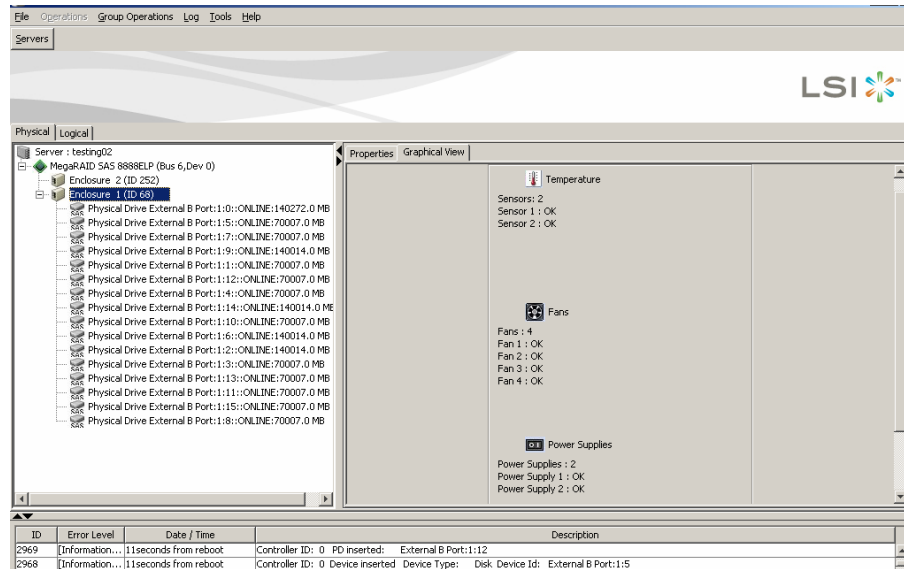 File Operations Group Operations Log Tools Help
Servers
LSI
Physical Logical
Server : testing02
MegaRAID SAS 8888ELP (Bus 6,Dev 0)
Enclosure 2 (ID 252)
Enclosure 1 (ID 68)
Physical Drive External B Port:1:0::ONLINE:140272.0 MB
Physical Drive External B Port:1:5::ONLINE:70007.0 MB
Physical Drive External B Port:1:7::ONLINE:70007.0 MB
Physical Drive External B Port:1:9::ONLINE:140014.0 MB
Physical Drive External B Port:1:1::ONLINE:70007.0 MB
Physical Drive External B Port:1:12::ONLINE:70007.0 MB
Physical Drive External B Port:1:4::ONLINE:70007.0 MB
Physical Drive External B Port:1:14::ONLINE:140014.0 ME
Physical Drive External B Port:1:10::ONLINE:70007.0 MB
Physical Drive External B Port:1:6::ONLINE:140014.0 MB
Physical Drive External B Port:1:2::ONLINE:140014.0 MB
Physical Drive External B Port:1:3::ONLINE:70007.0 MB
Physical Drive External B Port:1:13::ONLINE:70007.0 MB
Physical Drive External B Port:1:11::ONLINE:70007.0 MB
Physical Drive External B Port:1:15::ONLINE:70007.0 MB
Physical Drive External B Port:1:8::ONLINE:70007.0 MB
Properties Graphical View
Temperature
Sensors: 2
Sensor 1 : OK
Sensor 2 : OK
Fans
Fans : 4
Fan 1 : OK
Fan 2 : OK
Fan 3 : OK
Fan 4 : OK
Power Supplies
Power Supplies : 2
Power Supply 1 : OK
Power Supply 2 : OK
ID Error Level Date / Time Description
2969 [Information... 11seconds from reboot Controller ID: 0 PD inserted: External B Port:1:12
2968 [Information... 11seconds from reboot Controller ID: 0 Device inserted Device Type: Disk Device Id: External B Port:1:5